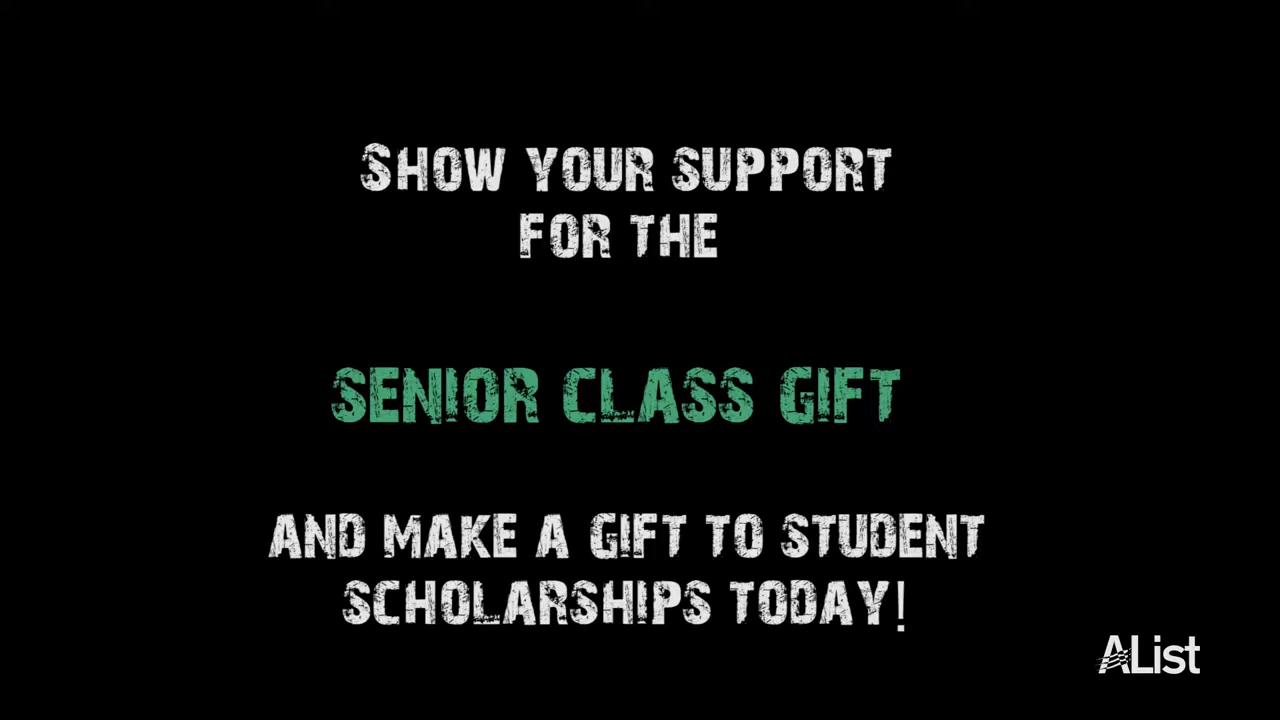 SHOW YOUR SUPPORT
FOR THE
SENIOR CLASS GIFT
AND MAKE A GIFT TO STUDENT
SCHOLARSHIPS TODAY!
AList